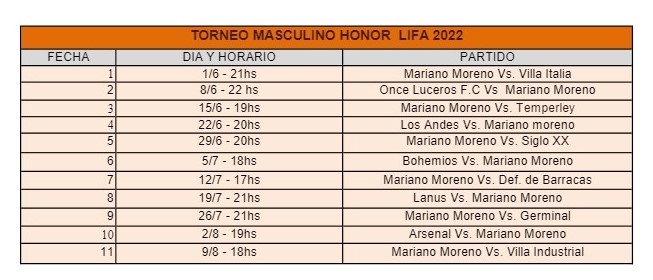 TORNEO MASCULINO HONOR LIFA 2022
FECHA DIA Y HORARIO PARTIDO
1 1/6 - 21hs Mariano Moreno Vs. Villa Italia
2 8/6 - 22 hs Once Luceros F.C Vs Mariano Moreno
3 15/6 - 19hs Mariano Moreno Vs. Temperley
4 22/6 - 20hs Los Andes Vs. Mariano moreno
5 29/6 - 20hs Mariano Moreno Vs. Siglo XX
6 5/7 - 18hs Bohemios Vs. Mariano Moreno
7 12/7 - 17hs Mariano Moreno Vs. Def. de Barracas
8 19/7 - 21hs Lanus Vs. Mariano Moreno
9 26/7 - 21hs Mariano Moreno Vs. Germinal
10 2/8 - 19hs Arsenal Vs. Mariano Moreno
11 9/8 - 18hs Mariano Moreno Vs. Villa Industrial